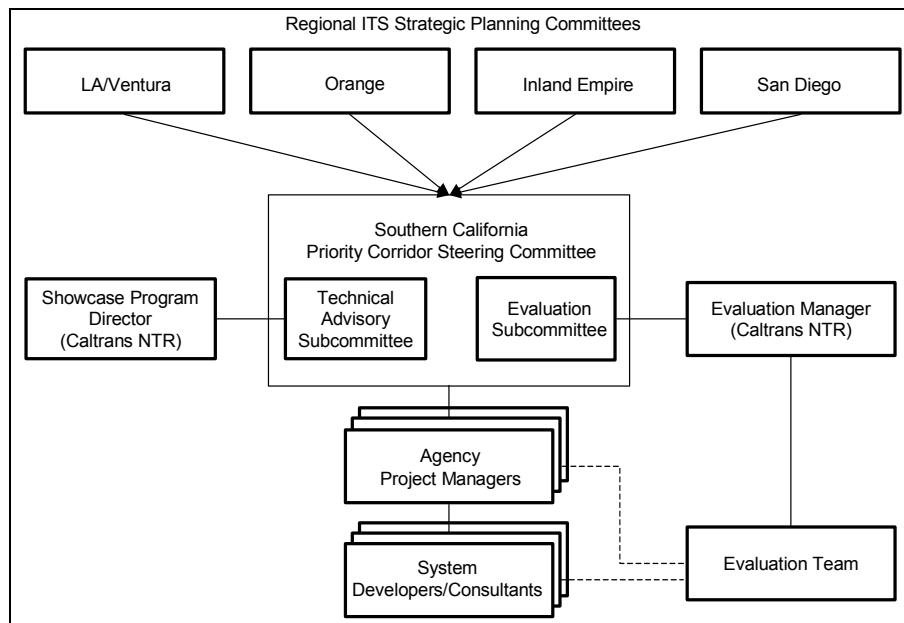 Regional ITS Strategic Planning Committees
LA/Ventura
Orange
Inland Empire
San Diego
Southern California
Priority Corridor Steering Committee
Showcase Program
Director
(Caltrans NTR)
Technical
Advisory
Subcommittee
Evaluation
Subcommittee
Evaluation Manager
(Caltrans NTR)
Agency
Project Managers
System
Developers/Consultants
Evaluation Team